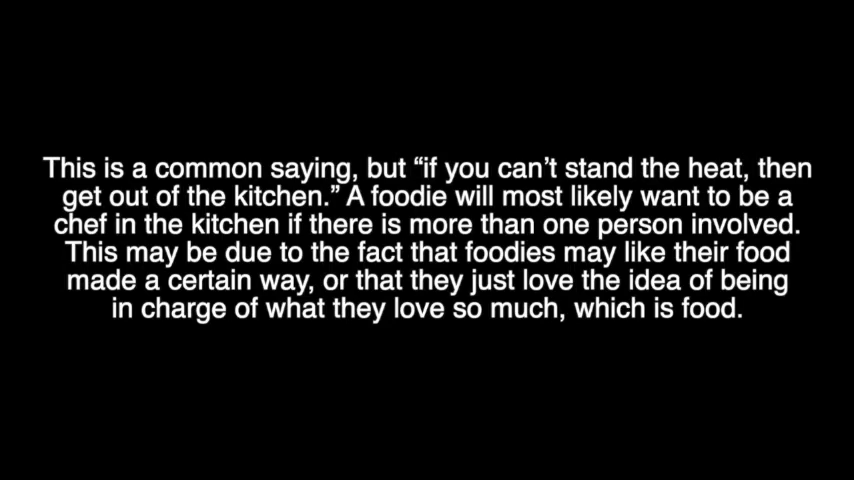 This is a common saying, but “if you can’t stand the heat, then
get out of the kitchen.” A foodie will most likely want to be a
chef in the kitchen if there is more than one person involved.
This may be due to the fact that foodies may like their food
made a certain way, or that they just love the idea of being
in charge of what they love so much, which is food.